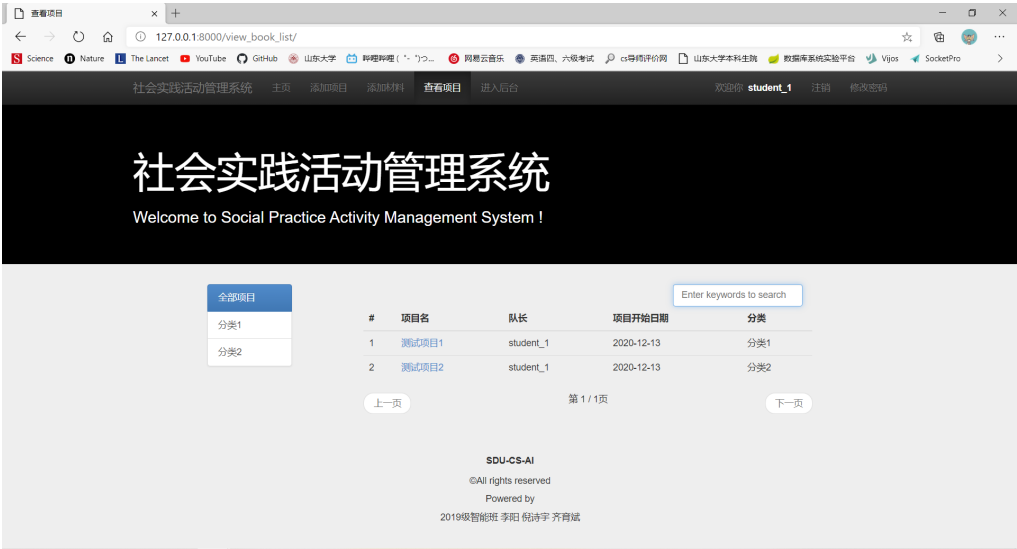 查看项目
127.0.0.1:8000/view_book_list/
Science Nature The Lancet YouTube GitHub 山东大学 哔哩哔哩 ( ゜- ゜)つ... 网易云音乐 英语四、六级考试 cs导师评价网 山东大学本科生院 数据库系统实验平台 Vijos SocketPro
社会实践活动管理系统 主页 添加项目 添加材料 查看项目 进入后台 欢迎你 student_1 注销 修改密码
社会实践活动管理系统
Welcome to Social Practice Activity Management System !
全部项目
分类1
分类2
Enter keywords to search
# 项目名 队长 项目开始日期 分类
1 测试项目1 student_1 2020-12-13 分类1
2 测试项目2 student_1 2020-12-13 分类2
上一页 第 1 / 1页 下一页
SDU-CS-AI
©All rights reserved
Powered by
2019级智能班 李阳 倪诗宇 齐育斌